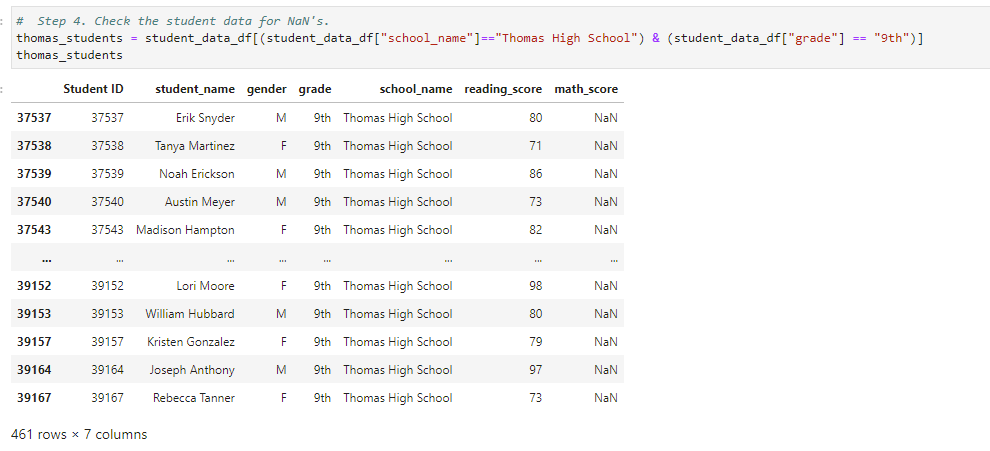 # Step 4. Check the student data for NaN's.
thomas_students = student_data_df[(student_data_df["school_name"]=="Thomas High School") & (student_data_df["grade"] == "9th")]
thomas_students
Student ID student_name gender grade school_name reading_score math_score
37537 37537 Erik Snyder M 9th Thomas High School 80 NaN
37538 37538 Tanya Martinez F 9th Thomas High School 71 NaN
37539 37539 Noah Erickson M 9th Thomas High School 86 NaN
37540 37540 Austin Meyer M 9th Thomas High School 73 NaN
37543 37543 Madison Hampton F 9th Thomas High School 82 NaN
... ... ... ... ... ... ... ...
39152 39152 Lori Moore F 9th Thomas High School 98 NaN
39153 39153 William Hubbard M 9th Thomas High School 80 NaN
39157 39157 Kristen Gonzalez F 9th Thomas High School 79 NaN
39164 39164 Joseph Anthony M 9th Thomas High School 97 NaN
39167 39167 Rebecca Tanner F 9th Thomas High School 73 NaN
461 rows × 7 columns